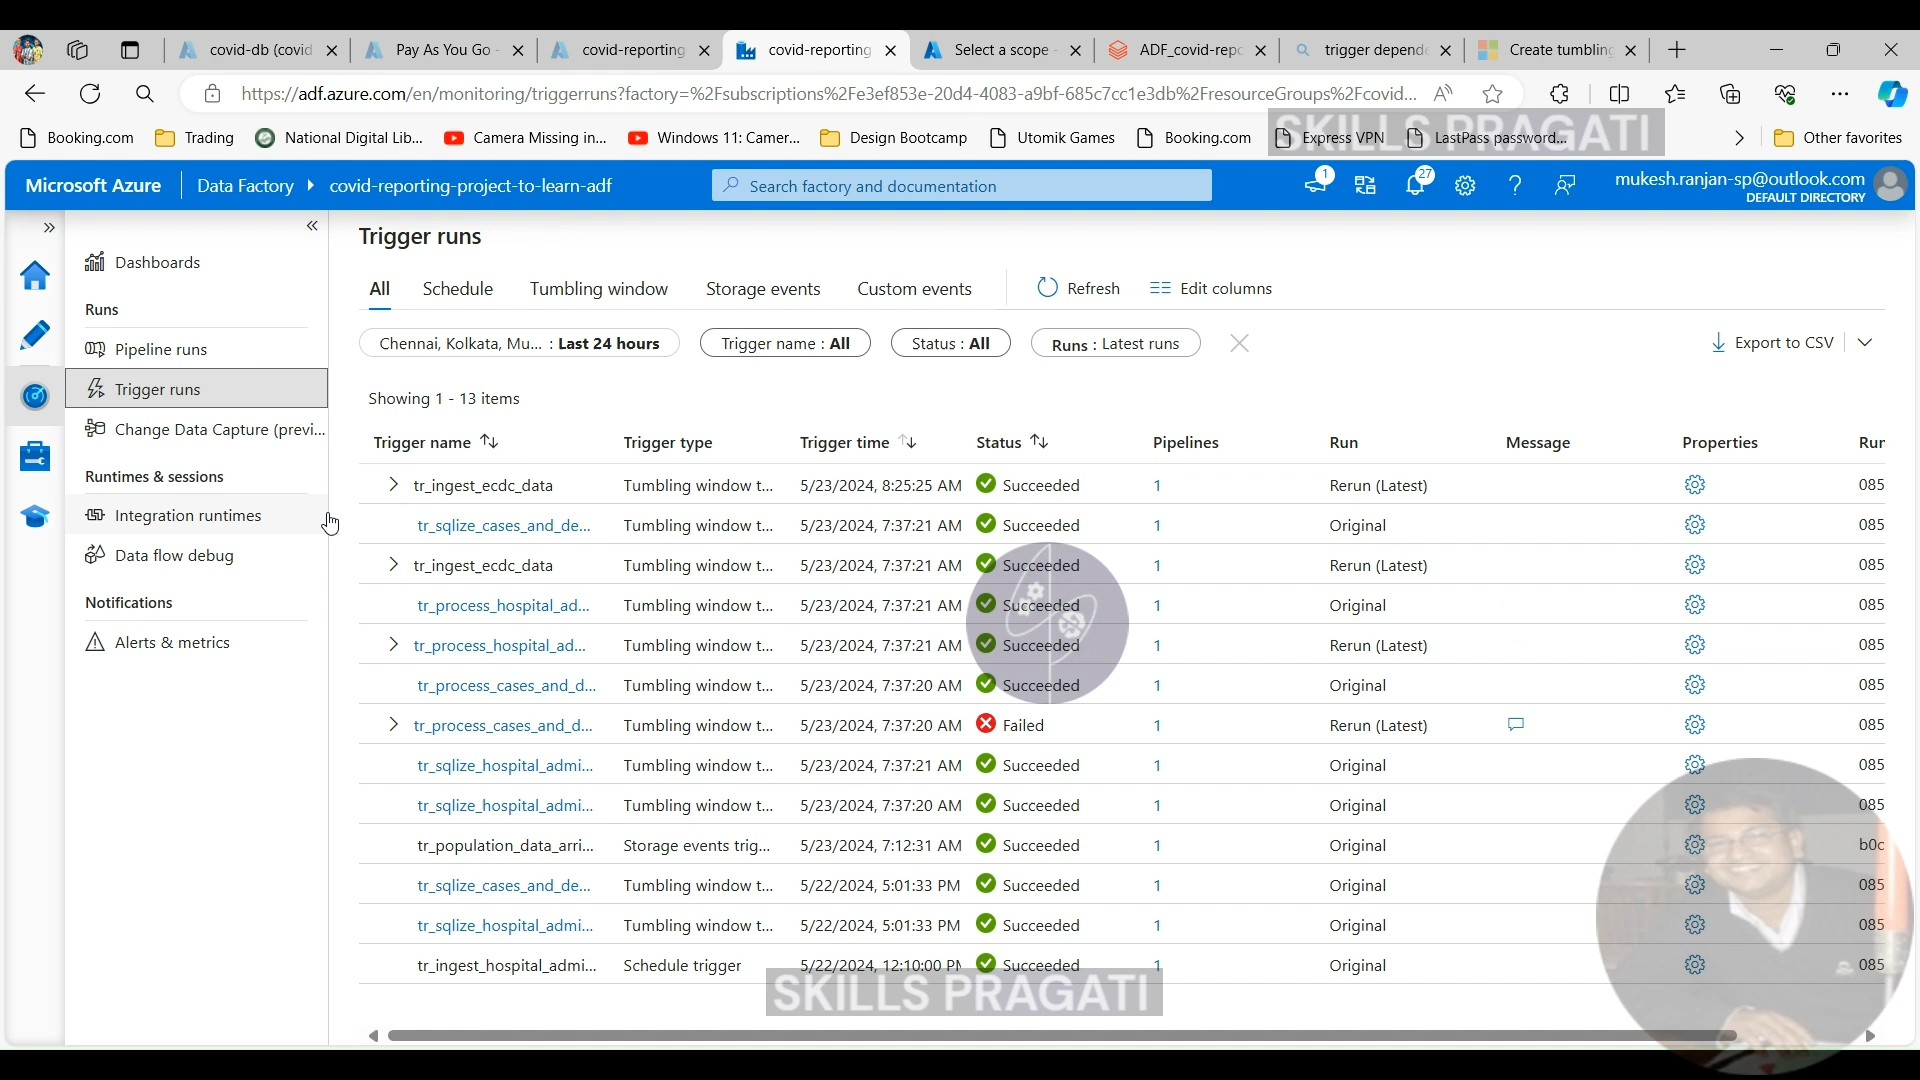 covid-db (covid
Pay As You Go -
covid-reporting
covid-reporting
Select a scope -
ADF_covid-repo
trigger depende
Create tumbling
https://adf.azure.com/en/monitoring/triggerruns?factory=%2Fsubscriptions%2Fe3ef853e-20d4-4083-a9bf-685c7cc1e3db%2FresourceGroups%2Fcovid...
Booking.com
Trading
National Digital Lib...
Camera Missing in...
Windows 11: Camer...
Design Bootcamp
Utomik Games
Booking.com
Express VPN
LastPass password...
Other favorites
SKILLS PRAGATI
Microsoft Azure
Data Factory
covid-reporting-project-to-learn-adf
Search factory and documentation
1
27
mukesh.ranjan-sp@outlook.com
DEFAULT DIRECTORY
Dashboards
Runs
Pipeline runs
Trigger runs
Change Data Capture (previ...
Runtimes & sessions
Integration runtimes
Data flow debug
Notifications
Alerts & metrics
Trigger runs
All Schedule Tumbling window Storage events Custom events Refresh Edit columns
Chennai, Kolkata, Mu... : Last 24 hours Trigger name : All Status : All Runs : Latest runs Export to CSV
Showing 1 - 13 items
Trigger name Trigger type Trigger time Status Pipelines Run Message Properties Run
tr_ingest_ecdc_data Tumbling window t... 5/23/2024, 8:25:25 AM Succeeded 1 Rerun (Latest) 085
tr_sqlize_cases_and_de... Tumbling window t... 5/23/2024, 7:37:21 AM Succeeded 1 Original 085
tr_ingest_ecdc_data Tumbling window t... 5/23/2024, 7:37:21 AM Succeeded 1 Rerun (Latest) 085
tr_process_hospital_ad... Tumbling window t... 5/23/2024, 7:37:21 AM Succeeded 1 Original 085
tr_process_hospital_ad... Tumbling window t... 5/23/2024, 7:37:21 AM Succeeded 1 Rerun (Latest) 085
tr_process_cases_and_d... Tumbling window t... 5/23/2024, 7:37:20 AM Succeeded 1 Original 085
tr_process_cases_and_d... Tumbling window t... 5/23/2024, 7:37:20 AM Failed 1 Rerun (Latest) 085
tr_sqlize_hospital_admi... Tumbling window t... 5/23/2024, 7:37:21 AM Succeeded 1 Original 085
tr_sqlize_hospital_admi... Tumbling window t... 5/23/2024, 7:37:20 AM Succeeded 1 Original 085
tr_population_data_arri... Storage events trig... 5/23/2024, 7:12:31 AM Succeeded 1 Original b0c
tr_sqlize_cases_and_de... Tumbling window t... 5/22/2024, 5:01:33 PM Succeeded 1 Original 085
tr_sqlize_hospital_admi... Tumbling window t... 5/22/2024, 5:01:33 PM Succeeded 1 Original 085
tr_ingest_hospital_admi... Schedule trigger 5/22/2024, 12:10:00 PM Succeeded 1 Original 085
SKILLS PRAGATI